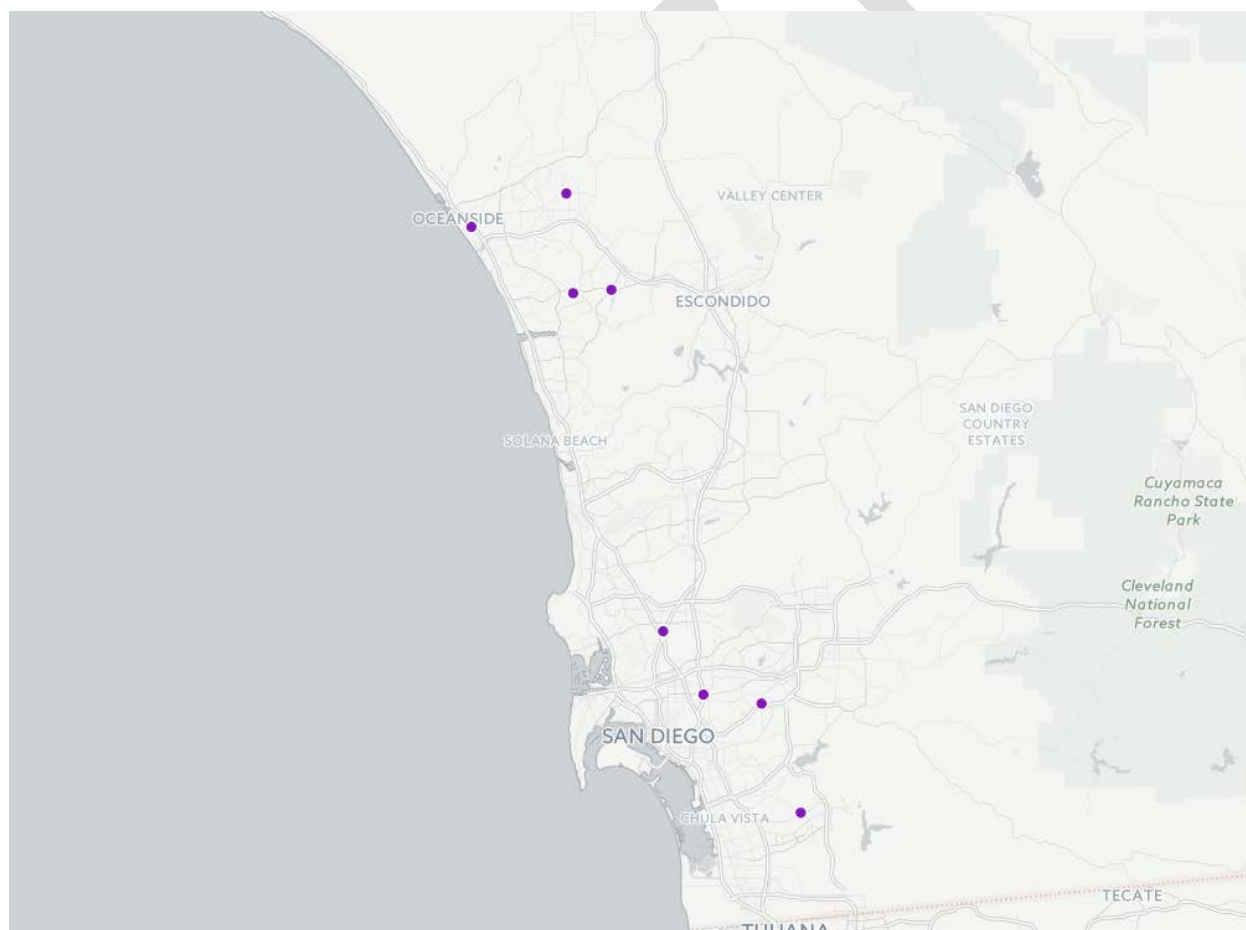 VALLEY CENTER
OCEANSIDE
ESCONDIDO
SAN DIEGO
COUNTRY
ESTATES
SOLANA BEACH
Cuyamaca
Rancho State
Park
Cleveland
National
Forest
SAN DIEGO
CHULA VISTA
TECATE
TIJUANA